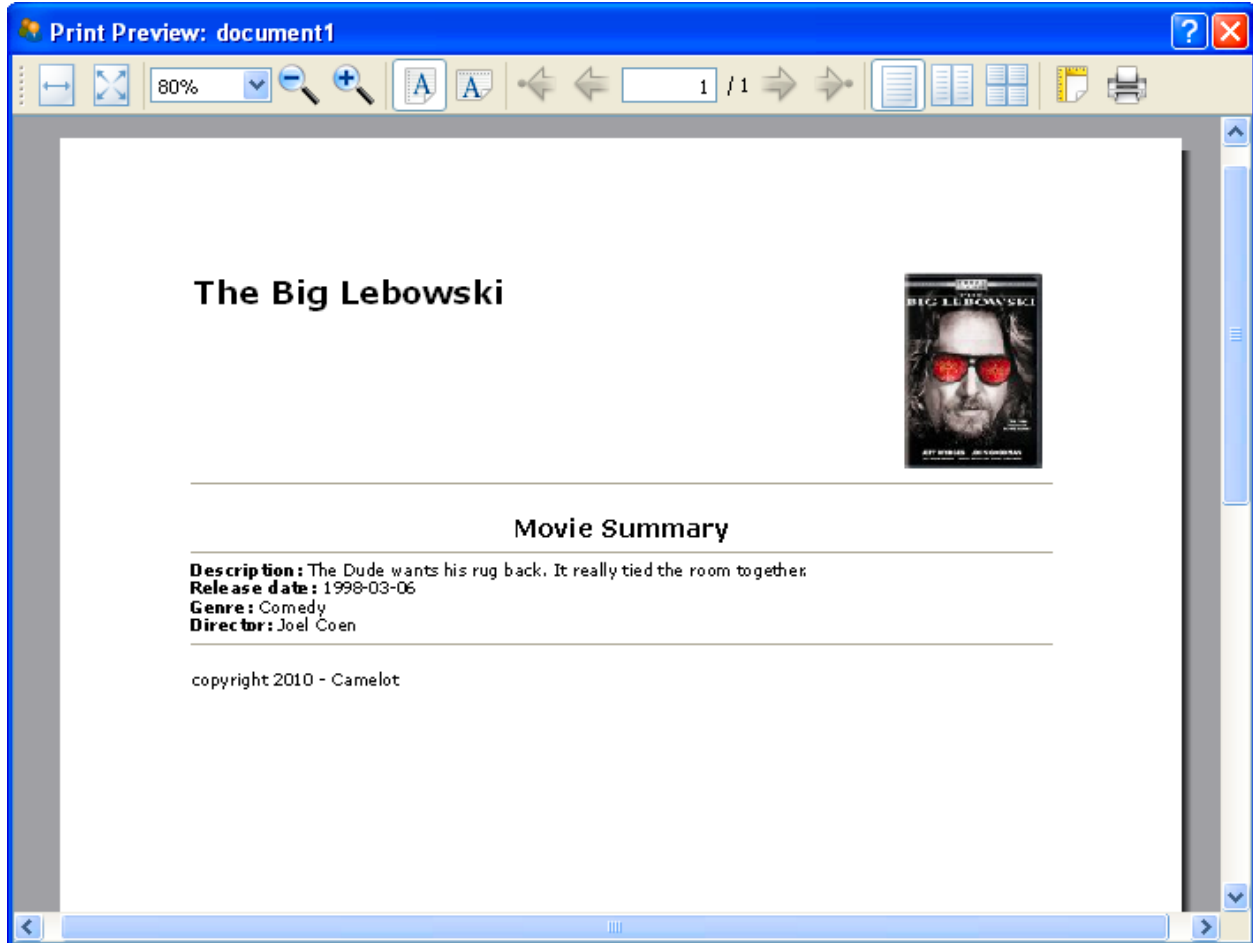 Print Preview: document1
80%
A
A
1 / 1
The Big Lebowski
BIG LEBOWSKI
Movie Summary
Description: The Dude wants his rug back. It really tied the room together.
Release date: 1998-03-06
Genre: Comedy
Director: Joel Coen
copyright 2010 - Camelot